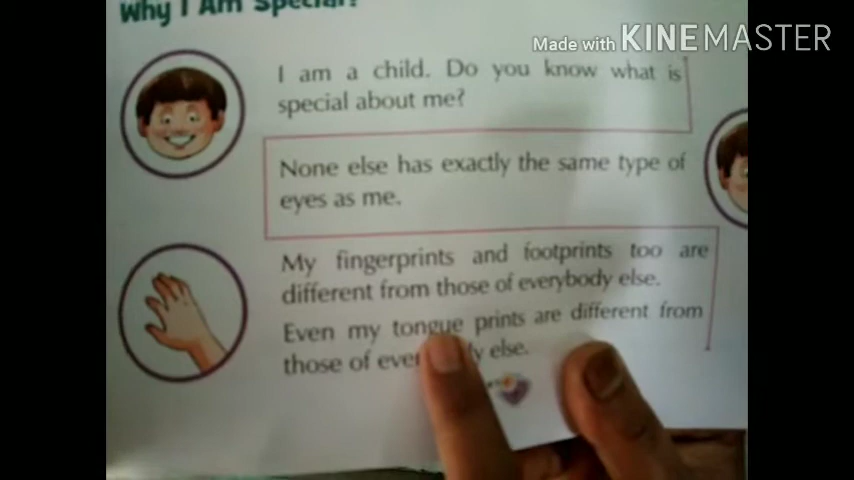 Why I Am Special?
Made with KINEMASTER
I am a child. Do you know what is
special about me?
None else has exactly the same type of
eyes as me.
My fingerprints and footprints too are
different from those of everybody else.
Even my tongue prints are different from
those of else.